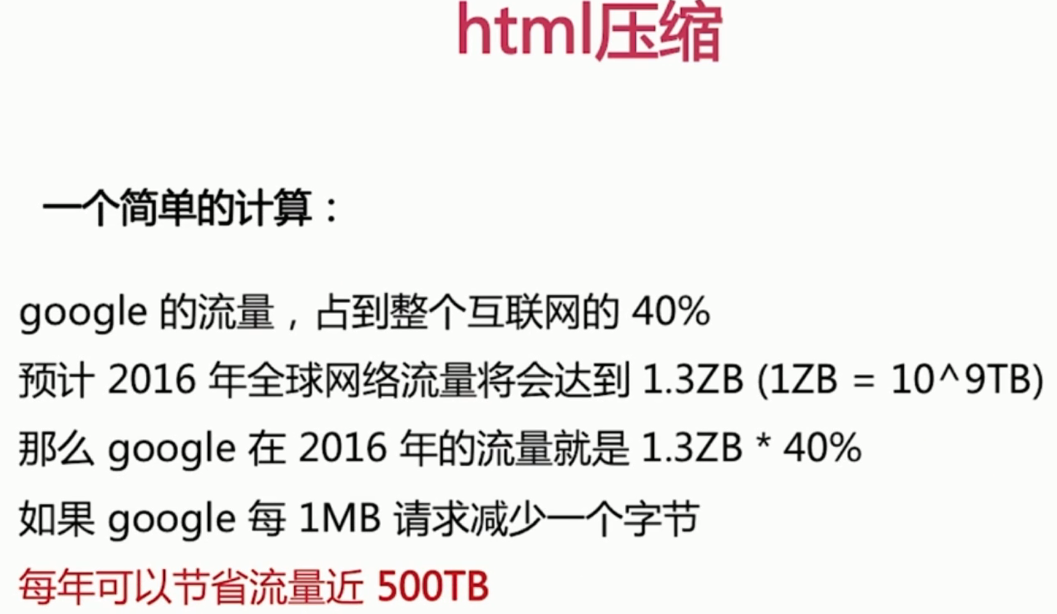 html压缩
一个简单的计算：
google 的流量，占到整个互联网的 40%
预计 2016 年全球网络流量将会达到 1.3ZB (1ZB = 10^9TB)
那么 google 在 2016 年的流量就是 1.3ZB * 40%
如果 google 每 1MB 请求减少一个字节
每年可以节省流量近 500TB